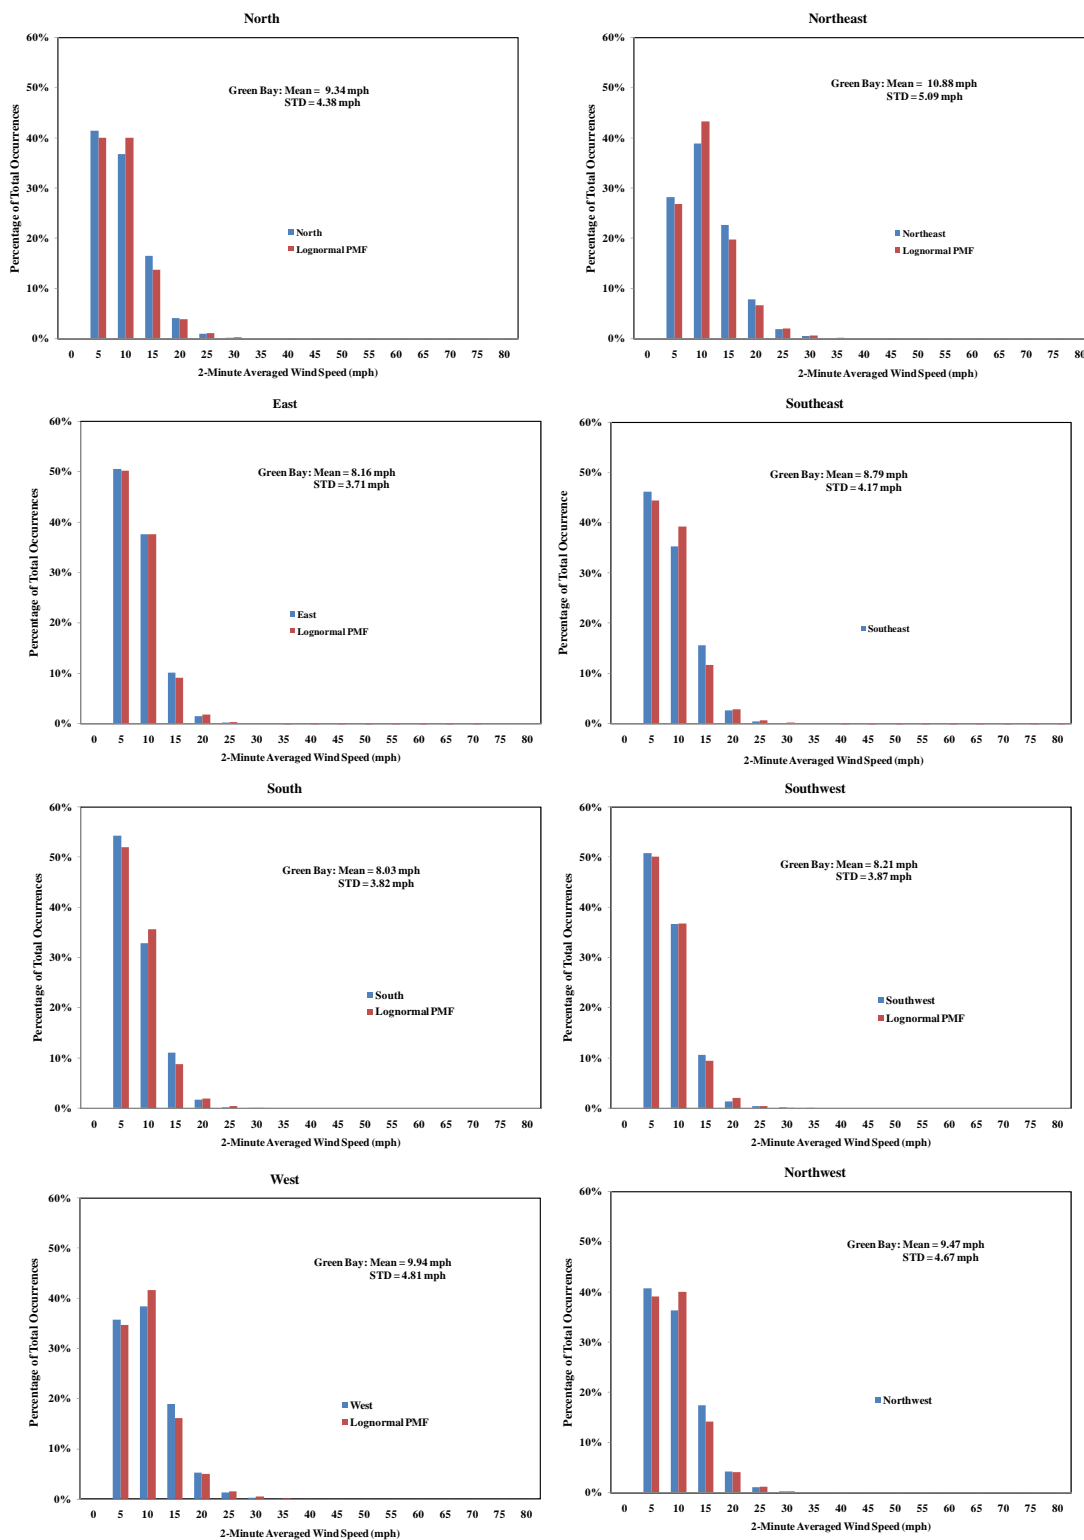 North
60%
50%
40%
30%
20%
10%
0%
Percentage of Total Occurrences
Green Bay: Mean = 9.34 mph
STD = 4.38 mph
North
Lognormal PMF
0 5 10 15 20 25 30 35 40 45 50 55 60 65 70 75 80
2-Minute Averaged Wind Speed (mph)
Northeast
60%
50%
40%
30%
20%
10%
0%
Percentage of Total Occurrences
Green Bay: Mean = 10.88 mph
STD = 5.09 mph
Northeast
Lognormal PMF
0 5 10 15 20 25 30 35 40 45 50 55 60 65 70 75 80
2-Minute Averaged Wind Speed (mph)
East
60%
50%
40%
30%
20%
10%
0%
Percentage of Total Occurrences
Green Bay: Mean = 8.16 mph
STD = 3.71 mph
East
Lognormal PMF
0 5 10 15 20 25 30 35 40 45 50 55 60 65 70 75 80
2-Minute Averaged Wind Speed (mph)
Southeast
60%
50%
40%
30%
20%
10%
0%
Percentage of Total Occurrence
Green Bay: Mean = 8.79 mph
STD = 4.17 mph
Southeast
0 5 10 15 20 25 30 35 40 45 50 55 60 65 70 75 80
2-Minute Averaged Wind Speed (mph)
South
60%
50%
40%
30%
20%
10%
0%
Percentage of Total Occurrences
Green Bay: Mean = 8.03 mph
STD = 3.82 mph
South
Lognormal PMF
0 5 10 15 20 25 30 35 40 45 50 55 60 65 70 75 80
2-Minute Averaged Wind Speed (mph)
Southwest
60%
50%
40%
30%
20%
10%
0%
Percentage of Total Occurrences
Green Bay: Mean = 8.21 mph
STD = 3.87 mph
Southwest
Lognormal PMF
0 5 10 15 20 25 30 35 40 45 50 55 60 65 70 75 80
2-Minute Averaged Wind Speed (mph)
West
60%
50%
40%
30%
20%
10%
0%
Percentage of Total Occurrences
Green Bay: Mean = 9.94 mph
STD = 4.81 mph
West
Lognormal PMF
0 5 10 15 20 25 30 35 40 45 50 55 60 65 70 75 80
2-Minute Averaged Wind Speed (mph)
Northwest
60%
50%
40%
30%
20%
10%
0%
Percentage of Total Occurrences
Green Bay: Mean = 9.47 mph
STD = 4.67 mph
Northwest
0 5 10 15 20 25 30 35 40 45 50 55 60 65 70 75 80
2-Minute Averaged Wind Speed (mph)